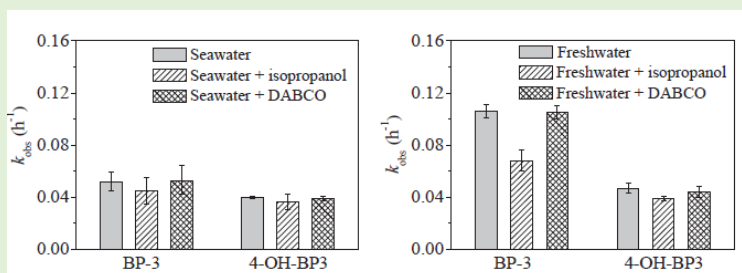 0.16
0.12
0.08
0.04
0.00
k_obs (h⁻¹)
Seawater
Seawater + isopropanol
Seawater + DABCO
BP-3
4-OH-BP3
0.16
0.12
0.08
0.04
0.00
k_obs (h⁻¹)
Freshwater
Freshwater + isopropanol
Freshwater + DABCO
BP-3
4-OH-BP3